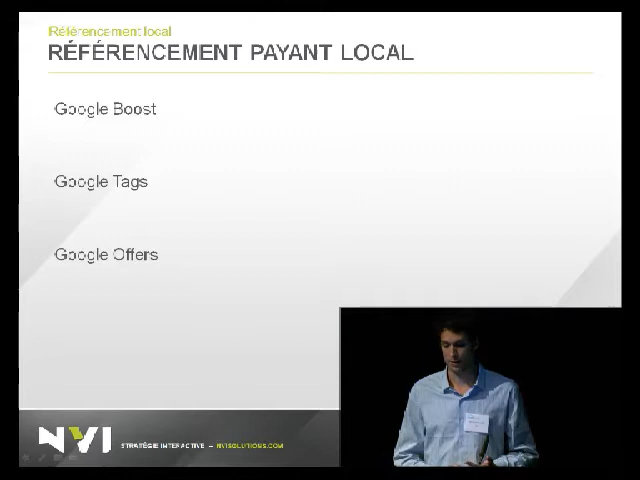 Référencement local
RÉFÉRENCEMENT PAYANT LOCAL
Google Boost
Google Tags
Google Offers
NVI
STRATÉGIE INTERACTIVE – NVISOLUTIONS.COM